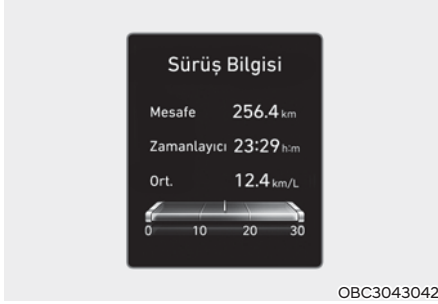 Sürüş Bilgisi
Mesafe 256.4 km
Zamanlayıcı 23:29 h:m
Ort. 12.4 km/L
0 10 20 30
OBC3043042